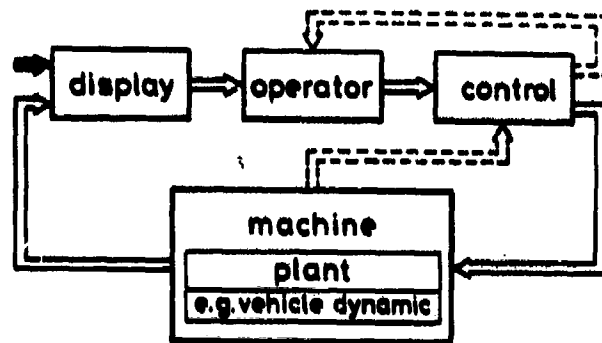 display
operator
control
machine
plant
e.g. vehicle dynamic